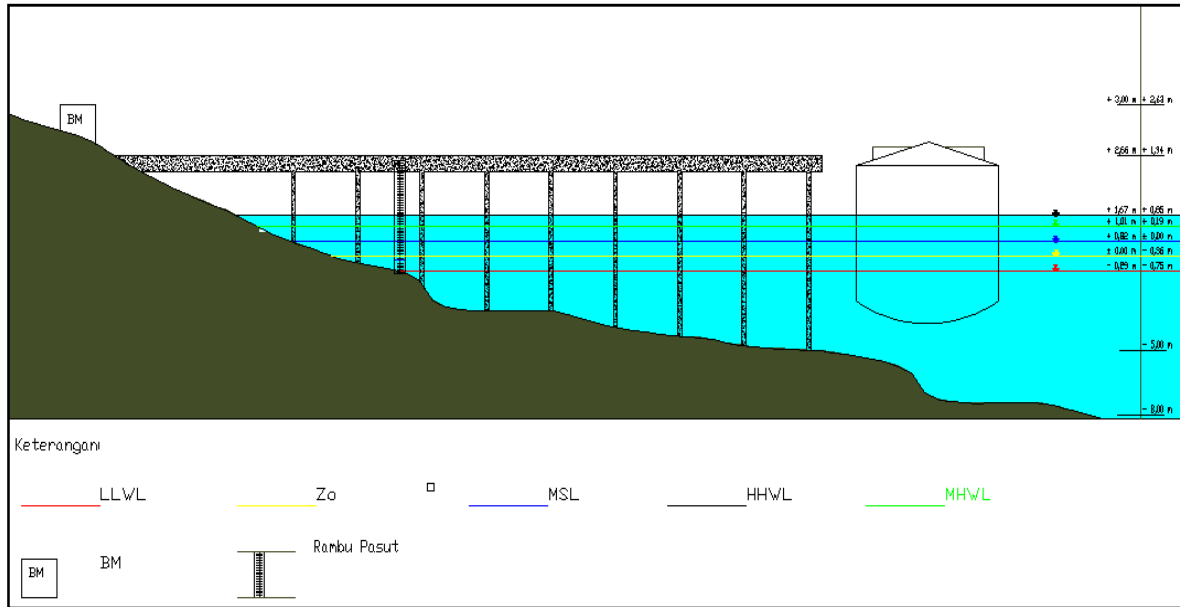 BM
+ 3,00 m + 2,63 m
+ 2,66 m + 1,34 m
+ 1,67 m + 0,85 m
+ 1,01 m + 0,19 m
+ 0,82 m ± 0,00 m
± 0,00 m - 0,36 m
- 0,89 m - 0,75 m
- 5,00 m
- 8,00 m
Keterangan:
LLWL Zo MSL HHWL MHWL
BM BM Rambu Pasut